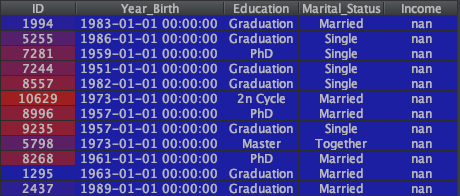 ID Year_Birth Education Marital_Status Income
1994 1983-01-01 00:00:00 Graduation Married nan
5255 1986-01-01 00:00:00 Graduation Single nan
7281 1959-01-01 00:00:00 PhD Single nan
7244 1951-01-01 00:00:00 Graduation Single nan
8557 1982-01-01 00:00:00 Graduation Single nan
10629 1973-01-01 00:00:00 2n Cycle Married nan
8996 1957-01-01 00:00:00 PhD Married nan
9235 1957-01-01 00:00:00 Graduation Single nan
5798 1973-01-01 00:00:00 Master Together nan
8268 1961-01-01 00:00:00 PhD Married nan
1295 1963-01-01 00:00:00 Graduation Married nan
2437 1989-01-01 00:00:00 Graduation Married nan